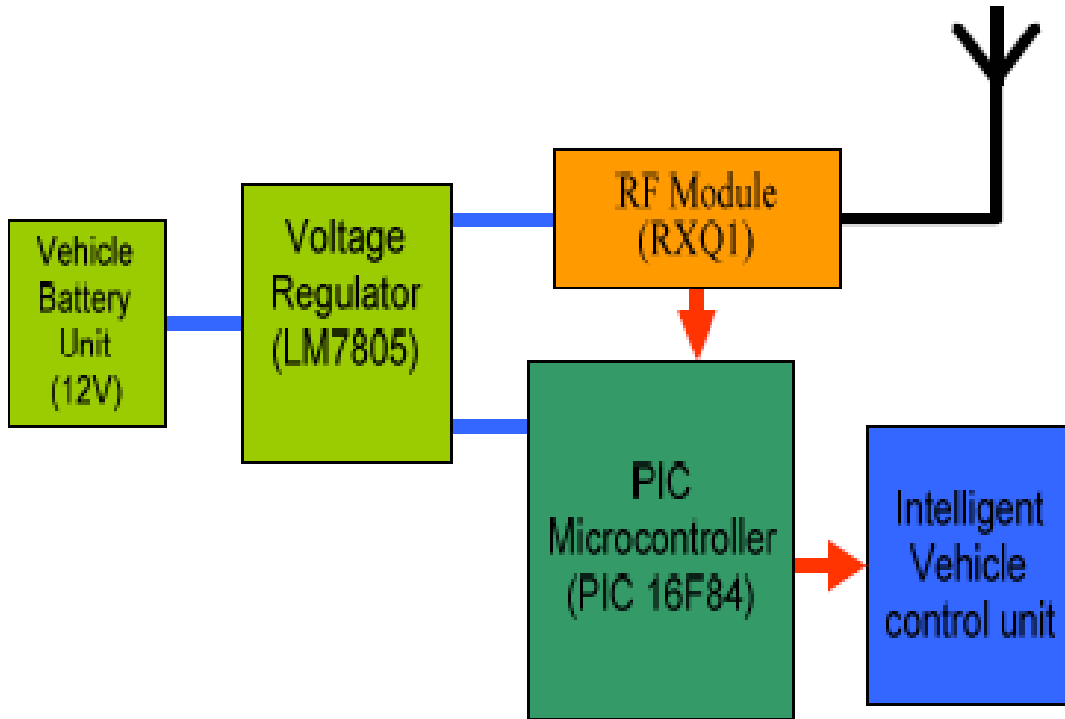 Vehicle
Battery
Unit
(12V)
Voltage
Regulator
(LM7805)
RF Module
(RXQ1)
PIC
Microcontroller
(PIC 16F84)
Intelligent
Vehicle
control unit